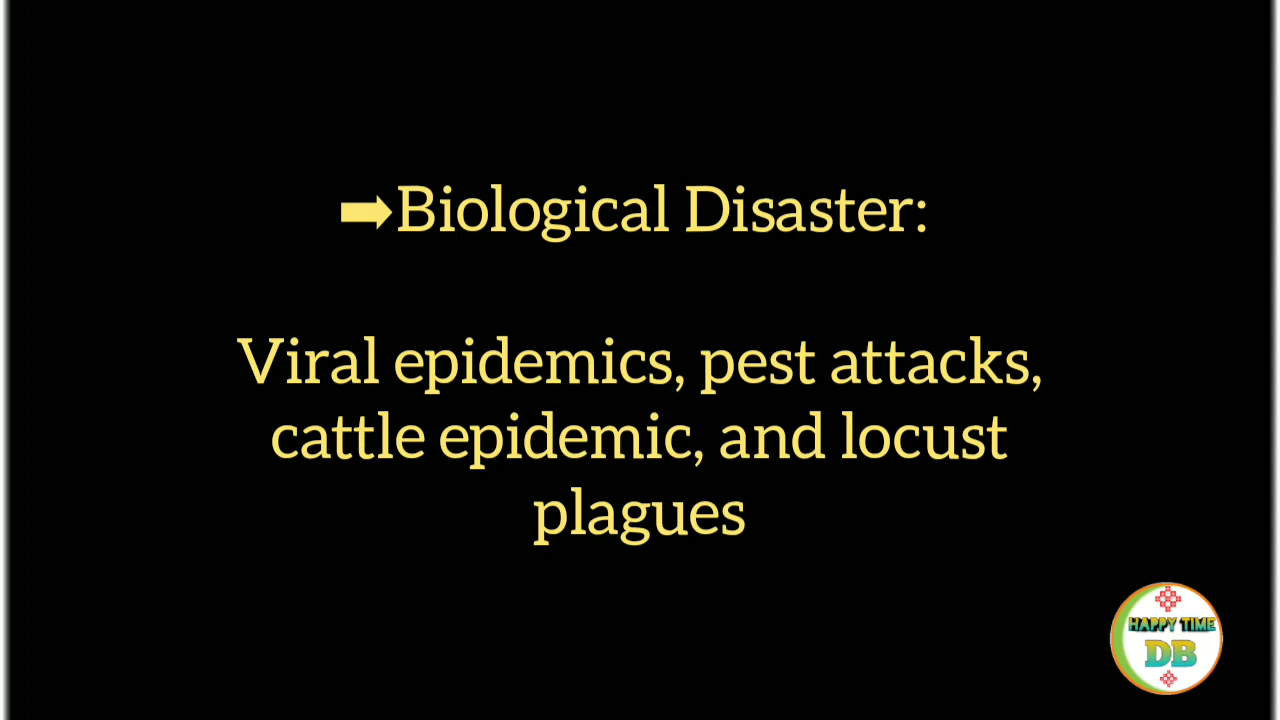 ➡Biological Disaster:
Viral epidemics, pest attacks,
cattle epidemic, and locust
plagues
HAPPY TIME
DB